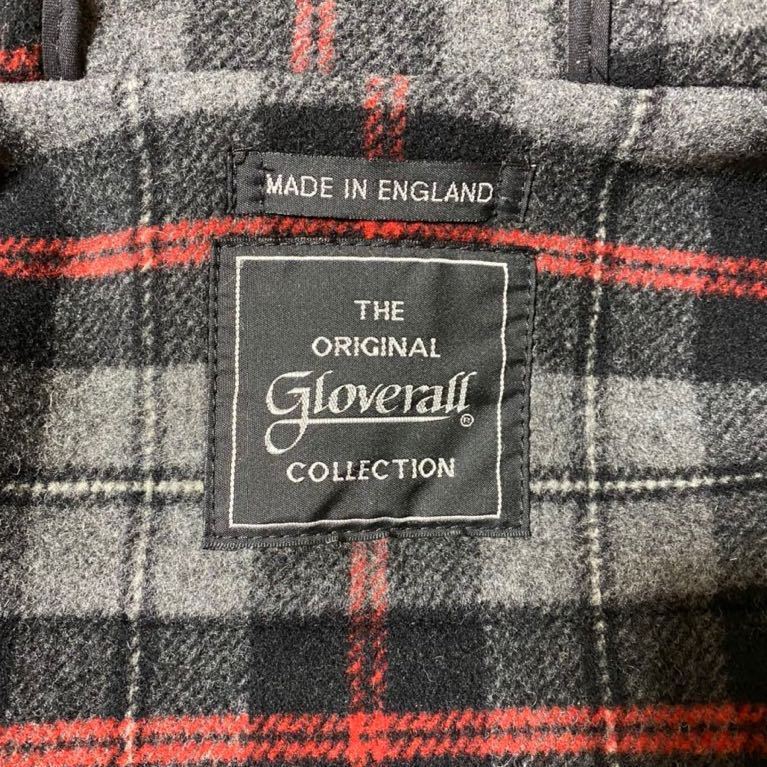 MADE IN ENGLAND
THE
ORIGINAL
Gloverall®
COLLECTION